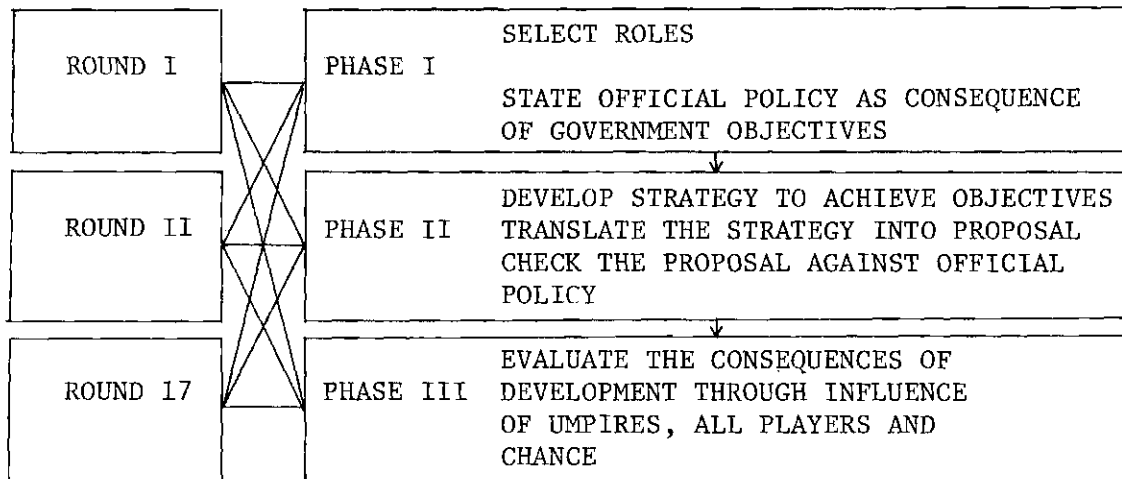 ROUND I
PHASE I
SELECT ROLES
STATE OFFICIAL POLICY AS CONSEQUENCE
OF GOVERNMENT OBJECTIVES
ROUND II
PHASE II
DEVELOP STRATEGY TO ACHIEVE OBJECTIVES
TRANSLATE THE STRATEGY INTO PROPOSAL
CHECK THE PROPOSAL AGAINST OFFICIAL
POLICY
ROUND I7
PHASE III
EVALUATE THE CONSEQUENCES OF
DEVELOPMENT THROUGH INFLUENCE
OF UMPIRES, ALL PLAYERS AND
CHANCE